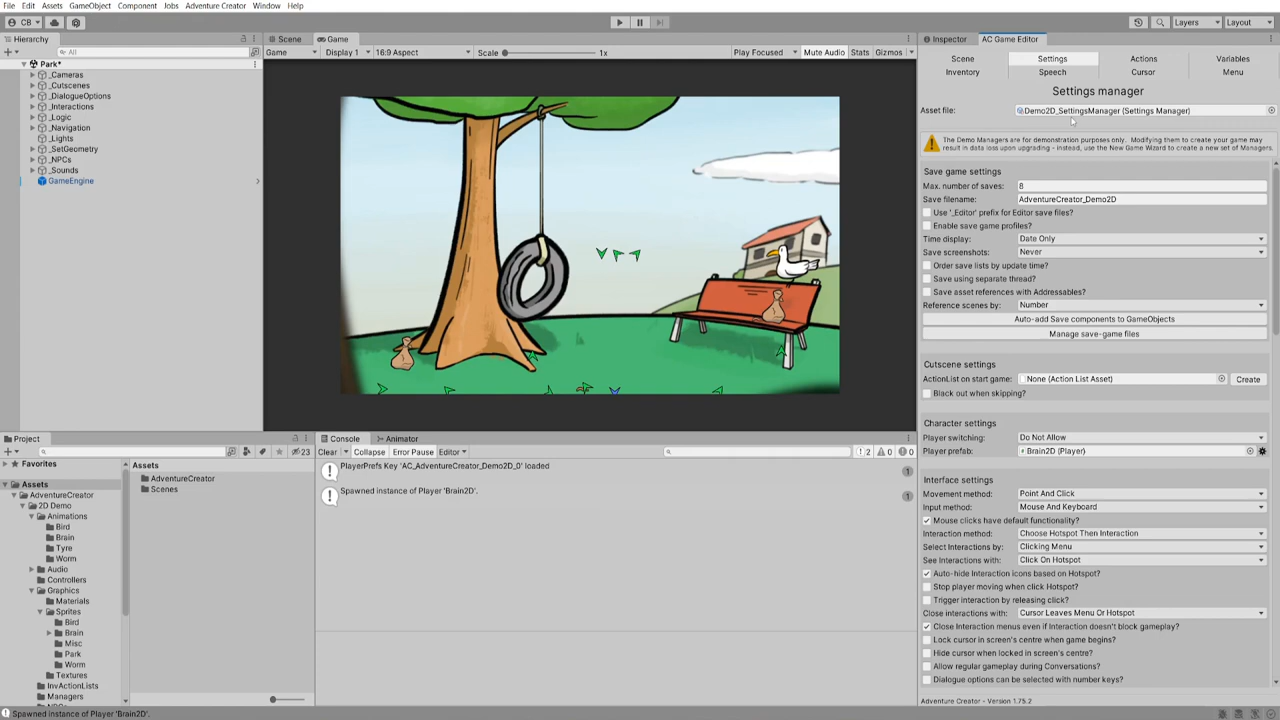 File Edit Assets GameObject Component Jobs Adventure Creator Window Help
CB Layers Layout
Hierarchy
All
Park*
_Cameras
_Cutscenes
_DialogueOptions
_Interactions
_Logic
_Navigation
_Lights
_SetGeometry
_NPCs
_Sounds
GameEngine
Scene Game
Game Display 1 16:9 Aspect Scale 1x Play Focused Mute Audio Stats Gizmos
Inspector AC Game Editor
Scene Settings Actions Variables
Inventory Speech Cursor Menu
Settings manager
Asset file: Demo2D_SettingsManager (Settings Manager)
The Demo Managers are for demonstration purposes only. Modifying them to create your game may
result in data loss upon upgrading - instead, use the New Game Wizard to create a new set of Managers.
Save game settings
Max. number of saves: 8
Save filename: AdventureCreator_Demo2D
Use '_Editor' prefix for Editor save files?
Enable save game profiles?
Time display: Date Only
Save screenshots: Never
Order save lists by update time?
Save using separate thread?
Save asset references with Addressables?
Reference scenes by: Number
Auto-add Save components to GameObjects
Manage save-game files
Cutscene settings
ActionList on start game: None (Action List Asset) Create
Black out when skipping?
Character settings
Player switching: Do Not Allow
Player prefab: Brain2D (Player)
Interface settings
Movement method: Point And Click
Input method: Mouse And Keyboard
Mouse clicks have default functionality?
Interaction method: Choose Hotspot Then Interaction
Select Interactions by: Clicking Menu
See Interactions with: Click On Hotspot
Auto-hide Interaction icons based on Hotspot?
Stop player moving when click Hotspot?
Trigger interaction by releasing click?
Close interactions with: Cursor Leaves Menu Or Hotspot
Close Interaction menus even if Interaction doesn't block gameplay?
Lock cursor in screen's centre when game begins?
Hide cursor when locked in screen's centre?
Allow regular gameplay during Conversations?
Dialogue options can be selected with number keys?
Adventure Creator - Version 1.75.2
Project
23
Favorites
Assets
AdventureCreator
2D Demo
Animations
Bird
Brain
Tyre
Worm
Audio
Controllers
Graphics
Materials
Sprites
Bird
Brain
Misc
Park
Worm
Textures
InvActionLists
Managers
Assets
AdventureCreator
Scenes
Console Animator
Clear Collapse Error Pause Editor 2 0 0
PlayerPrefs Key 'AC_AdventureCreator_Demo2D_0' loaded 1
Spawned instance of Player 'Brain2D'. 1
Spawned instance of Player 'Brain2D'.